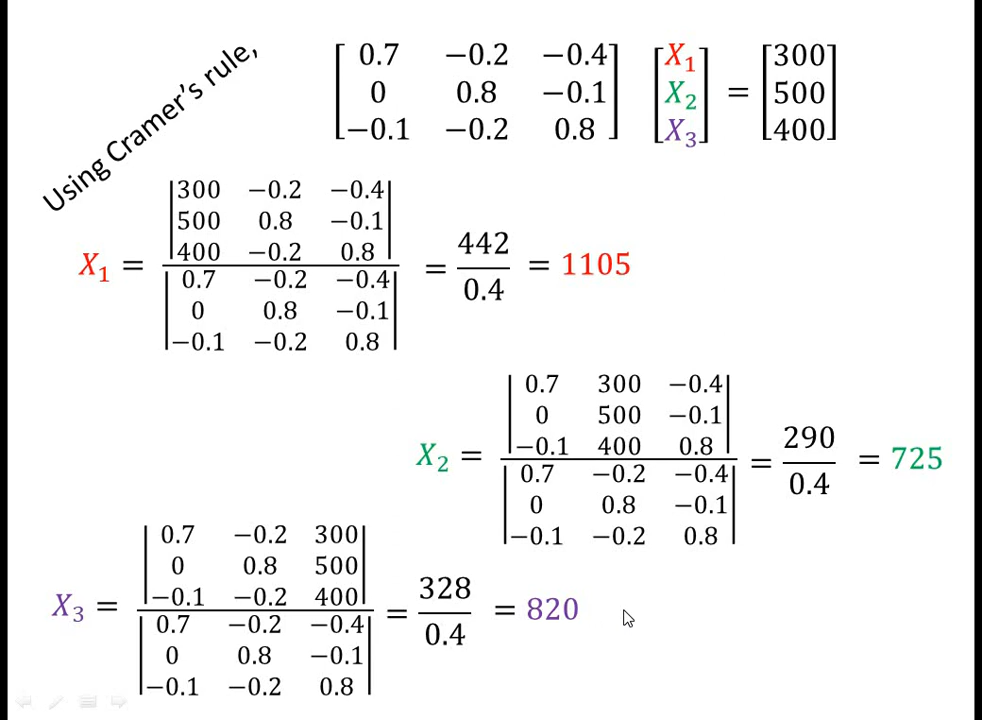 Using Cramer's rule,
[0.7 −0.2 −0.4] [X₁] [300]
[0 0.8 −0.1] [X₂] = [500]
[−0.1 −0.2 0.8] [X₃] [400]
|300 −0.2 −0.4|
|500 0.8 −0.1|
|400 −0.2 0.8|
X₁ = ―――― = 442/0.4 = 1105
|0.7 −0.2 −0.4|
|0 0.8 −0.1|
|−0.1 −0.2 0.8|
|0.7 300 −0.4|
|0 500 −0.1|
|−0.1 400 0.8|
X₂ = ―――― = 290/0.4 = 725
|0.7 −0.2 −0.4|
|0 0.8 −0.1|
|−0.1 −0.2 0.8|
|0.7 −0.2 300|
|0 0.8 500|
|−0.1 −0.2 400|
X₃ = ―――― = 328/0.4 = 820
|0.7 −0.2 −0.4|
|0 0.8 −0.1|
|−0.1 −0.2 0.8|